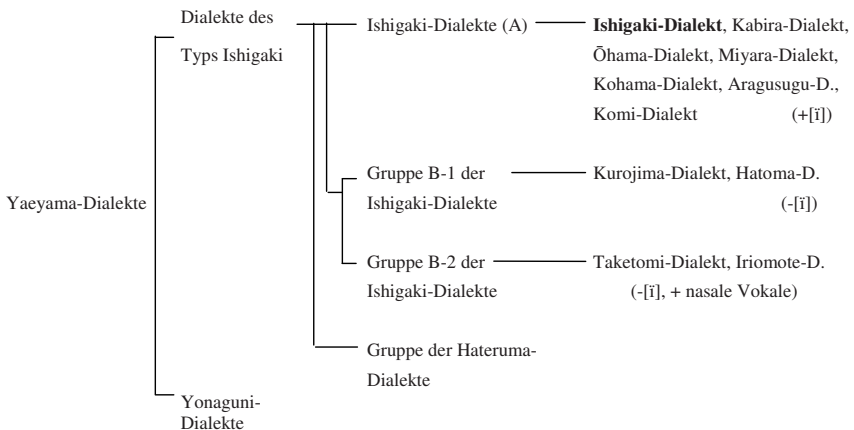 Dialekte des
Typs Ishigaki
Ishigaki-Dialekte (A)
Ishigaki-Dialekt, Kabira-Dialekt,
Ōhama-Dialekt, Miyara-Dialekt,
Kohama-Dialekt, Aragusugu-D.,
Komi-Dialekt (+[ï])
Gruppe B-1 der
Ishigaki-Dialekte
Kurojima-Dialekt, Hatoma-D.
(-[ï])
Yaeyama-Dialekte
Gruppe B-2 der
Ishigaki-Dialekte
Taketomi-Dialekt, Iriomote-D.
(-[ï], + nasale Vokale)
Gruppe der Hateruma-
Dialekte
Yonaguni-
Dialekte